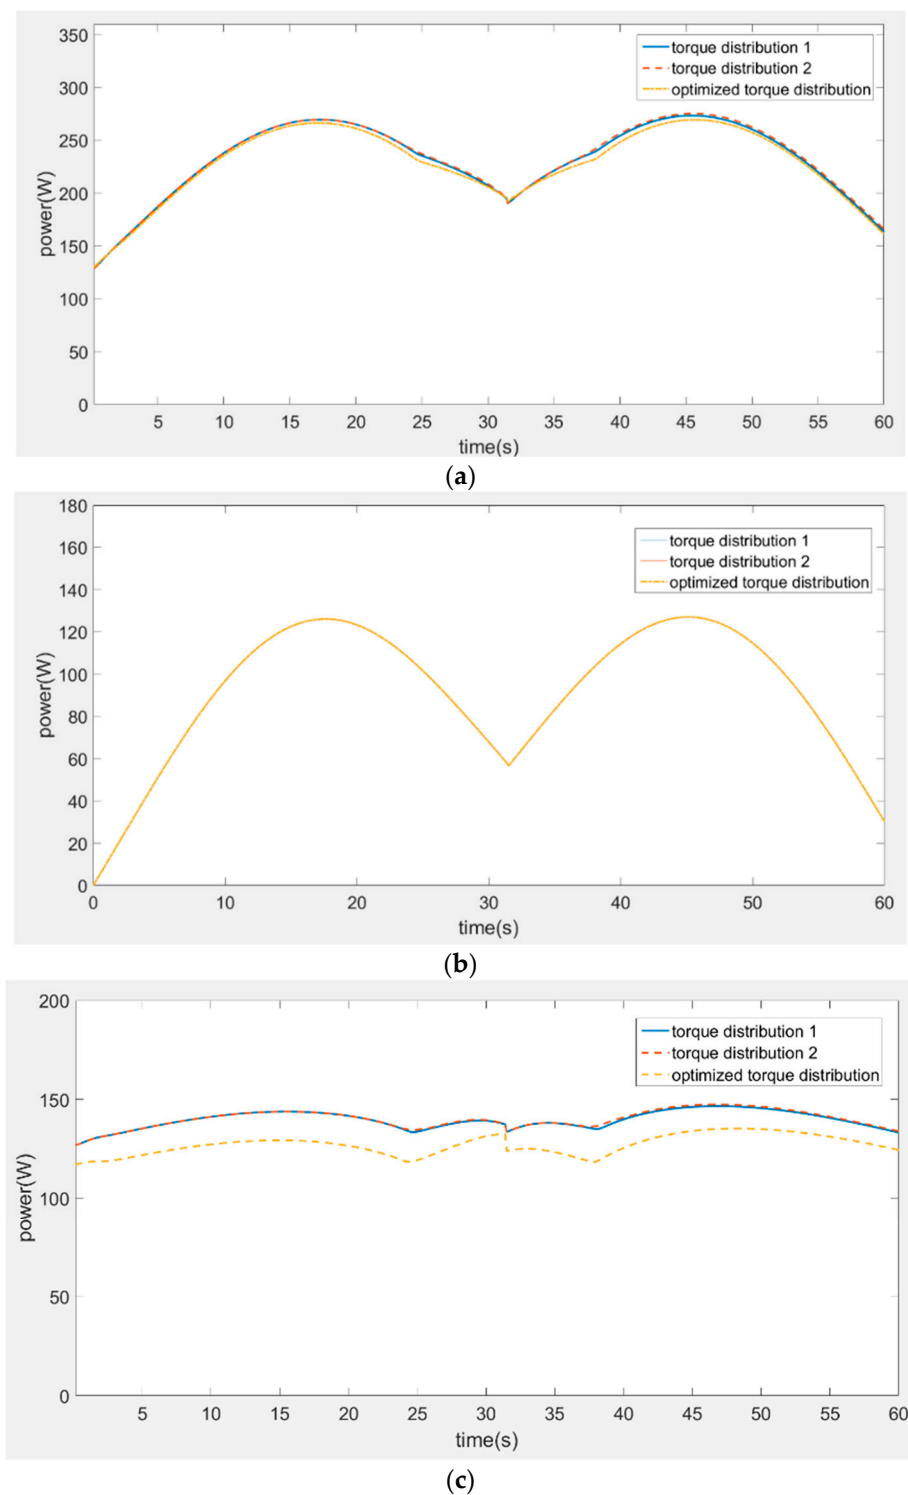 350
300
250
200
150
100
50
0
power(W)
torque distribution 1
torque distribution 2
optimized torque distribution
5 10 15 20 25 30 35 40 45 50 55 60
time(s)
(a)
180
160
140
120
100
80
60
40
20
0
power(W)
torque distribution 1
torque distribution 2
optimized torque distribution
0 10 20 30 40 50 60
time(s)
(b)
200
150
100
50
0
power(W)
torque distribution 1
torque distribution 2
optimized torque distribution
5 10 15 20 25 30 35 40 45 50 55 60
time(s)
(c)